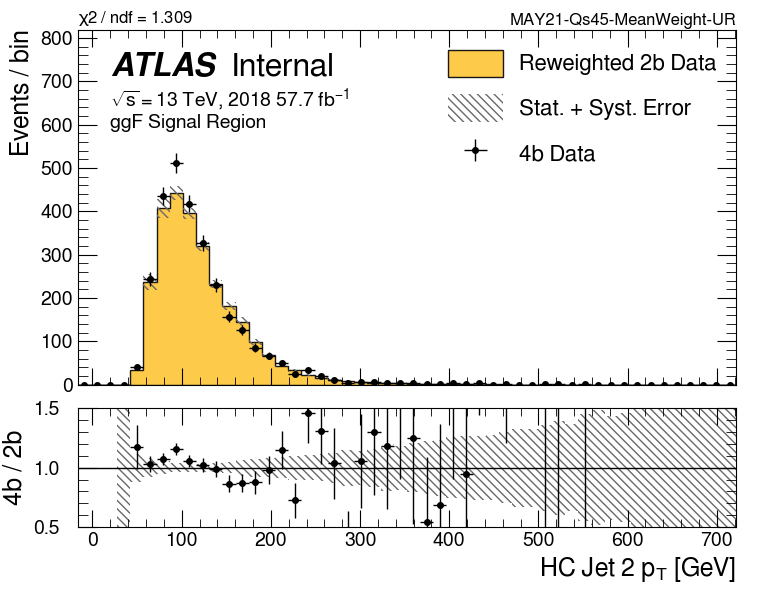 χ2 / ndf = 1.309
MAY21-Qs45-MeanWeight-UR
Events / bin
800
700
600
500
400
300
200
100
0
ATLAS Internal
√s = 13 TeV, 2018 57.7 fb⁻¹
ggF Signal Region
Reweighted 2b Data
Stat. + Syst. Error
4b Data
4b / 2b
1.5
1.0
0.5
0 100 200 300 400 500 600 700
HC Jet 2 p_T [GeV]